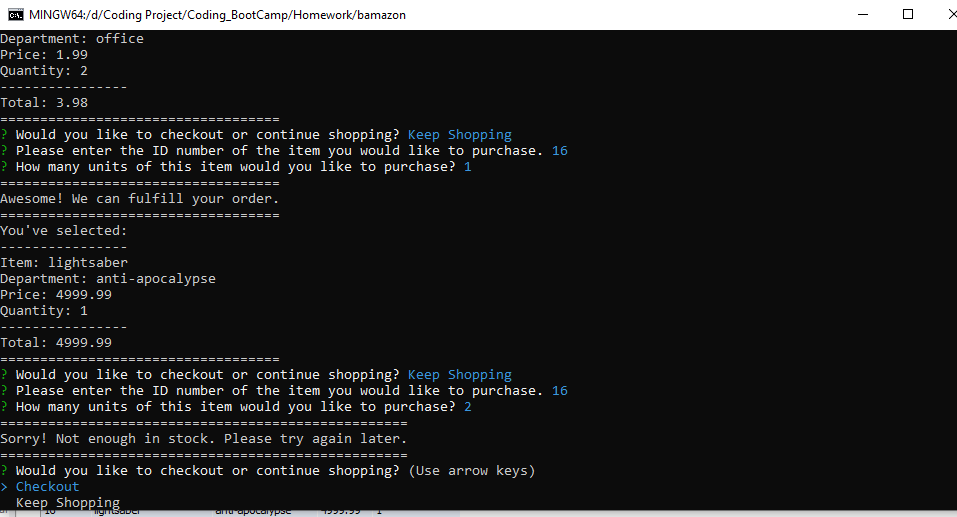 MINGW64:/d/Coding Project/Coding_BootCamp/Homework/bamazon
Department: office
Price: 1.99
Quantity: 2
----------------
Total: 3.98
===================================
? Would you like to checkout or continue shopping? Keep Shopping
? Please enter the ID number of the item you would like to purchase. 16
? How many units of this item would you like to purchase? 1
===================================
Awesome! We can fulfill your order.
===================================
You've selected:
----------------
Item: lightsaber
Department: anti-apocalypse
Price: 4999.99
Quantity: 1
----------------
Total: 4999.99
===================================
? Would you like to checkout or continue shopping? Keep Shopping
? Please enter the ID number of the item you would like to purchase. 16
? How many units of this item would you like to purchase? 2
===================================================
Sorry! Not enough in stock. Please try again later.
===================================================
? Would you like to checkout or continue shopping? (Use arrow keys)
> Checkout
  Keep Shopping
16 lightsaber anti-apocalypse 4999.99 1